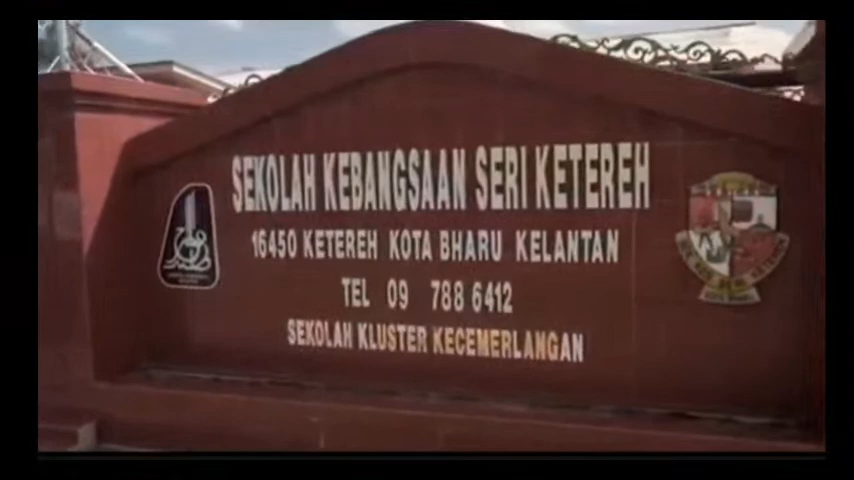 SEKOLAH KEBANGSAAN SERI KETEREH
16450 KETEREH KOTA BHARU KELANTAN
TEL 09 788 6412
SEKOLAH KLUSTER KECEMERLANGAN